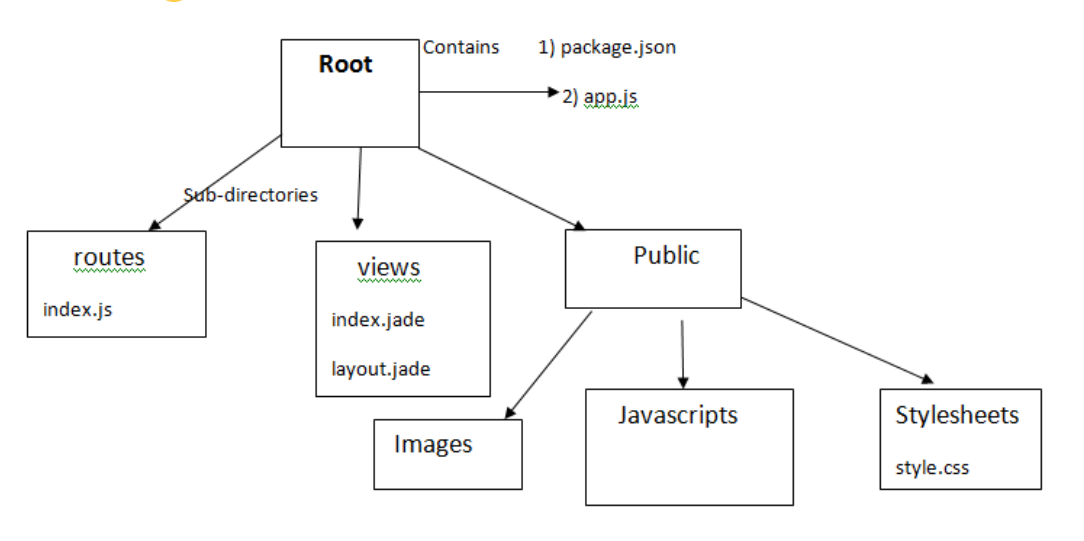 Root
Contains 1) package.json
2) app.js
Sub-directories
routes
index.js
views
index.jade
layout.jade
Public
Images
Javascripts
Stylesheets
style.css